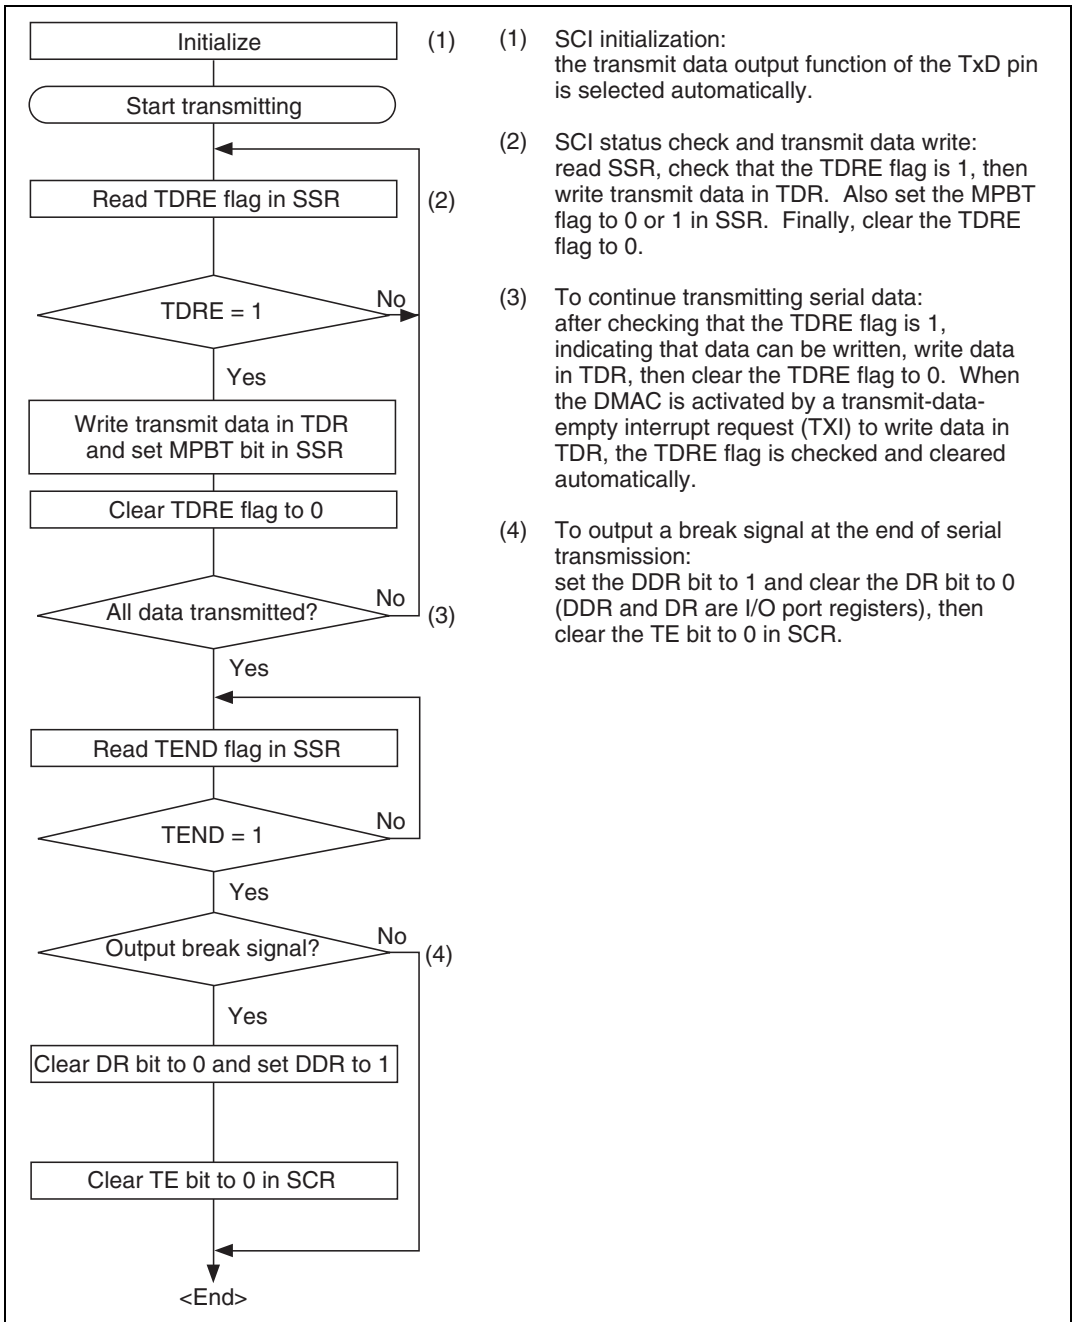 Initialize
(1)
Start transmitting
Read TDRE flag in SSR
(2)
TDRE = 1
No
Yes
Write transmit data in TDR
and set MPBT bit in SSR
Clear TDRE flag to 0
All data transmitted?
No
(3)
Yes
Read TEND flag in SSR
TEND = 1
No
Yes
Output break signal?
No
(4)
Yes
Clear DR bit to 0 and set DDR to 1
Clear TE bit to 0 in SCR
<End>
(1) SCI initialization:
the transmit data output function of the TxD pin
is selected automatically.
(2) SCI status check and transmit data write:
read SSR, check that the TDRE flag is 1, then
write transmit data in TDR. Also set the MPBT
flag to 0 or 1 in SSR. Finally, clear the TDRE
flag to 0.
(3) To continue transmitting serial data:
after checking that the TDRE flag is 1,
indicating that data can be written, write data
in TDR, then clear the TDRE flag to 0. When
the DMAC is activated by a transmit-data-
empty interrupt request (TXI) to write data in
TDR, the TDRE flag is checked and cleared
automatically.
(4) To output a break signal at the end of serial
transmission:
set the DDR bit to 1 and clear the DR bit to 0
(DDR and DR are I/O port registers), then
clear the TE bit to 0 in SCR.